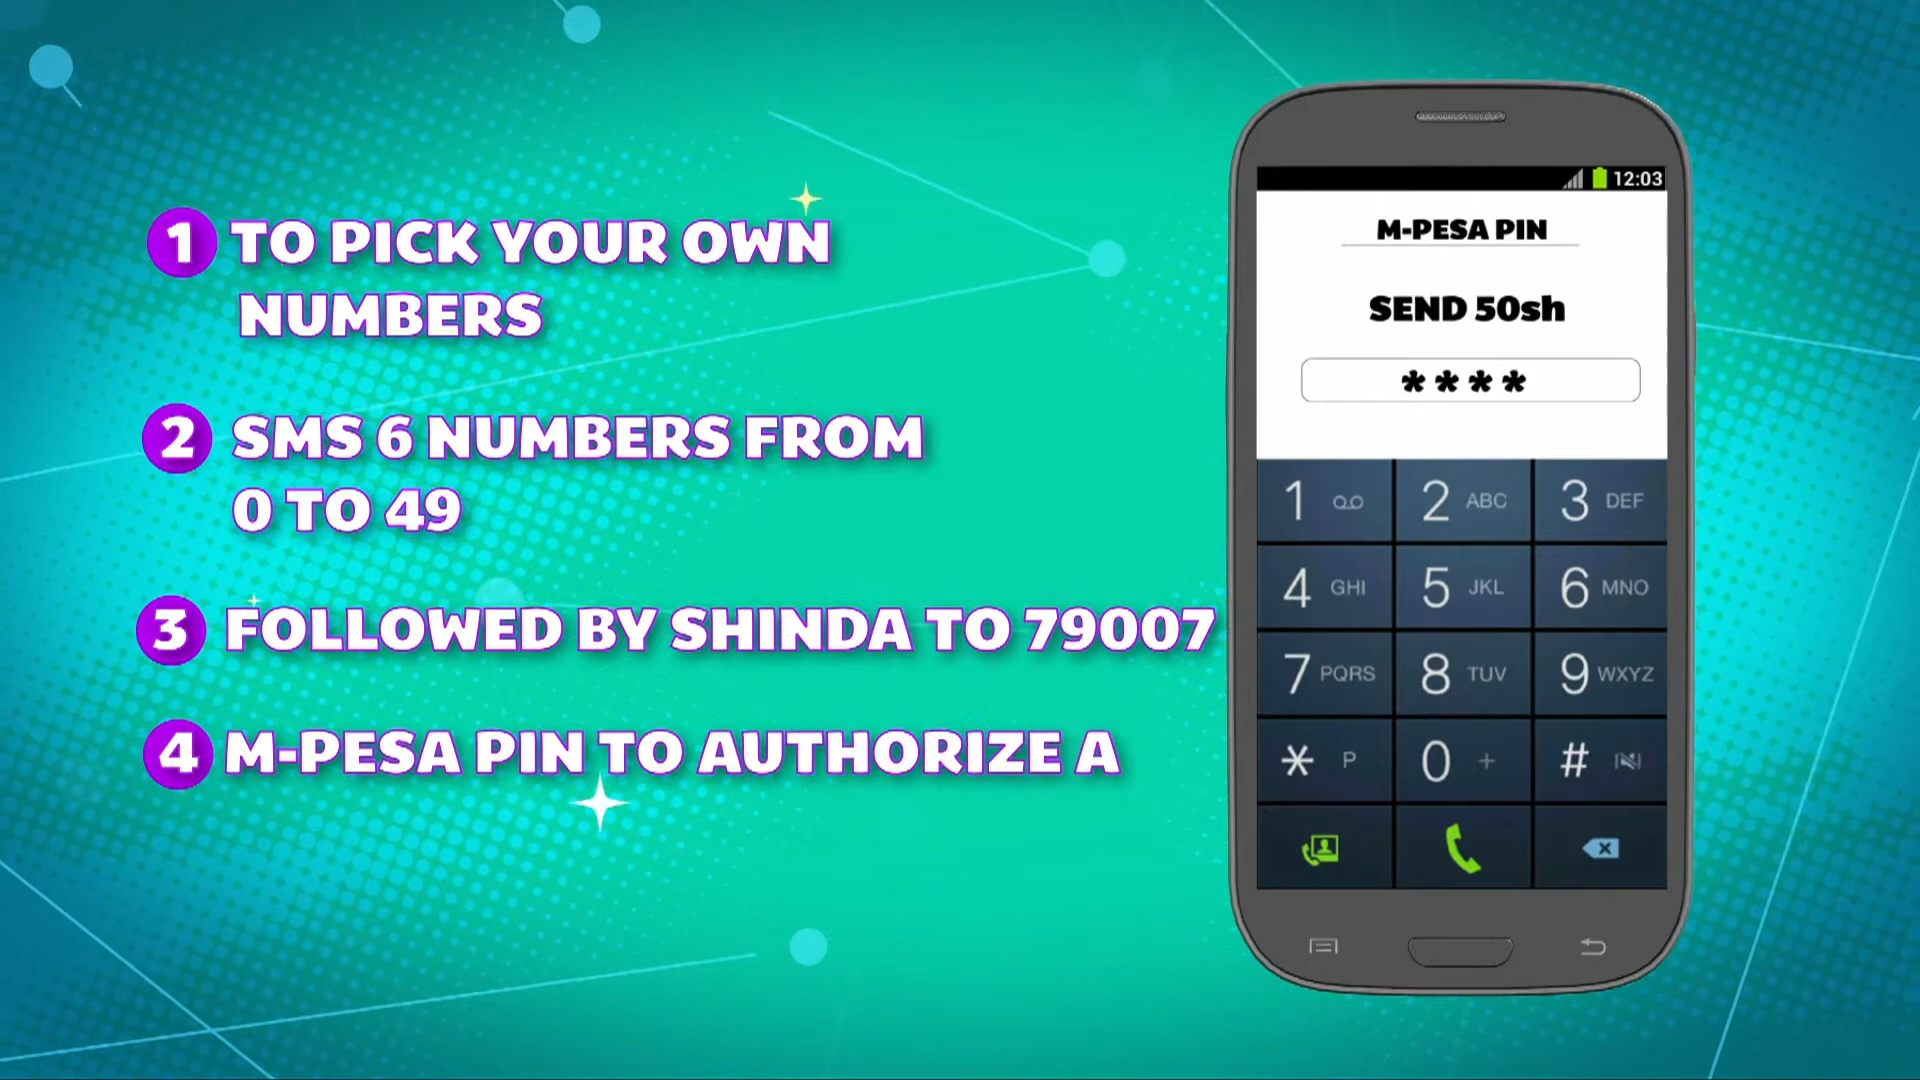 1 TO PICK YOUR OWN
NUMBERS
2 SMS 6 NUMBERS FROM
0 TO 49
3 FOLLOWED BY SHINDA TO 79007
4 M-PESA PIN TO AUTHORIZE A
12:03
M-PESA PIN
SEND 50sh
****
1 2 ABC 3 DEF
4 GHI 5 JKL 6 MNO
7 PQRS 8 TUV 9 WXYZ
* P 0 + #